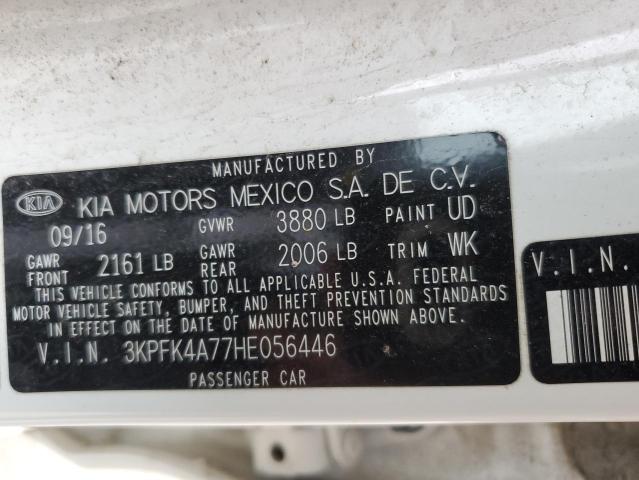 MANUFACTURED BY
KIA KIA MOTORS MEXICO S.A. DE C.V.
09/16 GVWR 3880 LB PAINT UD
GAWR FRONT 2161 LB GAWR REAR 2006 LB TRIM WK
THIS VEHICLE CONFORMS TO ALL APPLICABLE U.S.A. FEDERAL
MOTOR VEHICLE SAFETY, BUMPER, AND THEFT PREVENTION STANDARDS
IN EFFECT ON THE DATE OF MANUFACTURE SHOWN ABOVE.
V.I.N. 3KPFK4A77HE056446
PASSENGER CAR
V.I.N.